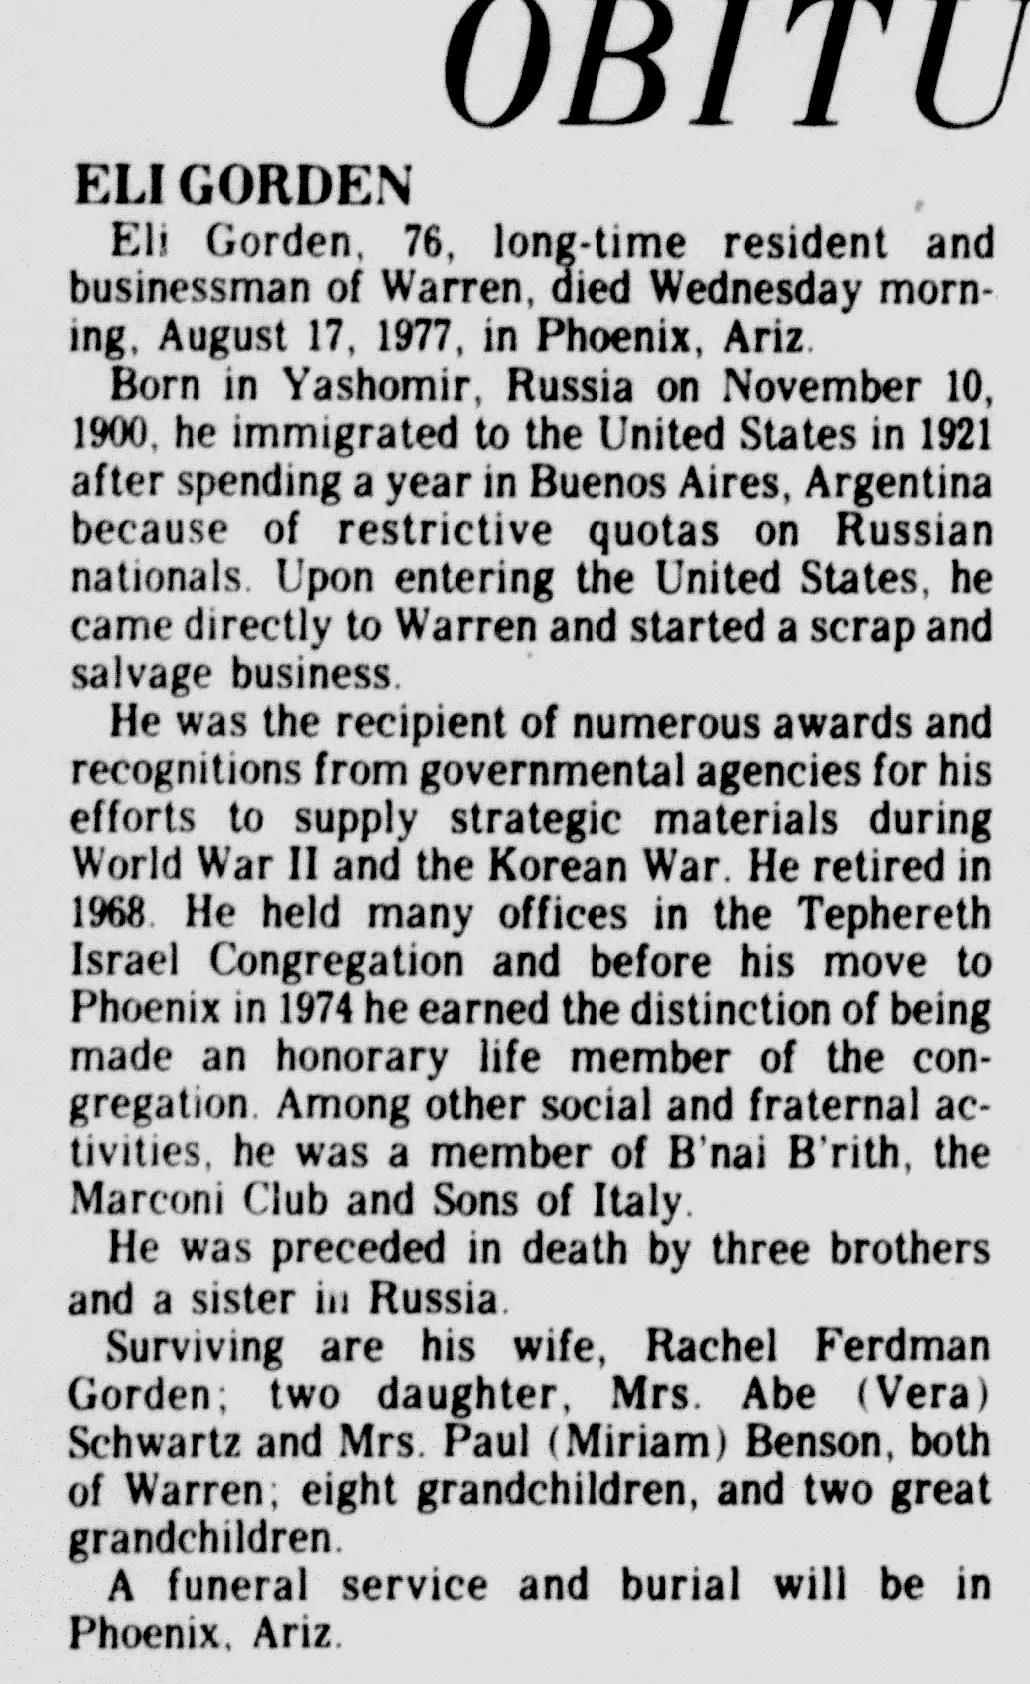 OBITU
ELI GORDEN
Eli Gorden, 76, long-time resident and
businessman of Warren, died Wednesday morn-
ing, August 17, 1977, in Phoenix, Ariz.
Born in Yashomir, Russia on November 10,
1900, he immigrated to the United States in 1921
after spending a year in Buenos Aires, Argentina
because of restrictive quotas on Russian
nationals. Upon entering the United States, he
came directly to Warren and started a scrap and
salvage business.
He was the recipient of numerous awards and
recognitions from governmental agencies for his
efforts to supply strategic materials during
World War II and the Korean War. He retired in
1968. He held many offices in the Tephereth
Israel Congregation and before his move to
Phoenix in 1974 he earned the distinction of being
made an honorary life member of the con-
gregation. Among other social and fraternal ac-
tivities, he was a member of B'nai B'rith, the
Marconi Club and Sons of Italy.
He was preceded in death by three brothers
and a sister in Russia.
Surviving are his wife, Rachel Ferdman
Gorden; two daughter, Mrs. Abe (Vera)
Schwartz and Mrs. Paul (Miriam) Benson, both
of Warren; eight grandchildren, and two great
grandchildren.
A funeral service and burial will be in
Phoenix, Ariz.